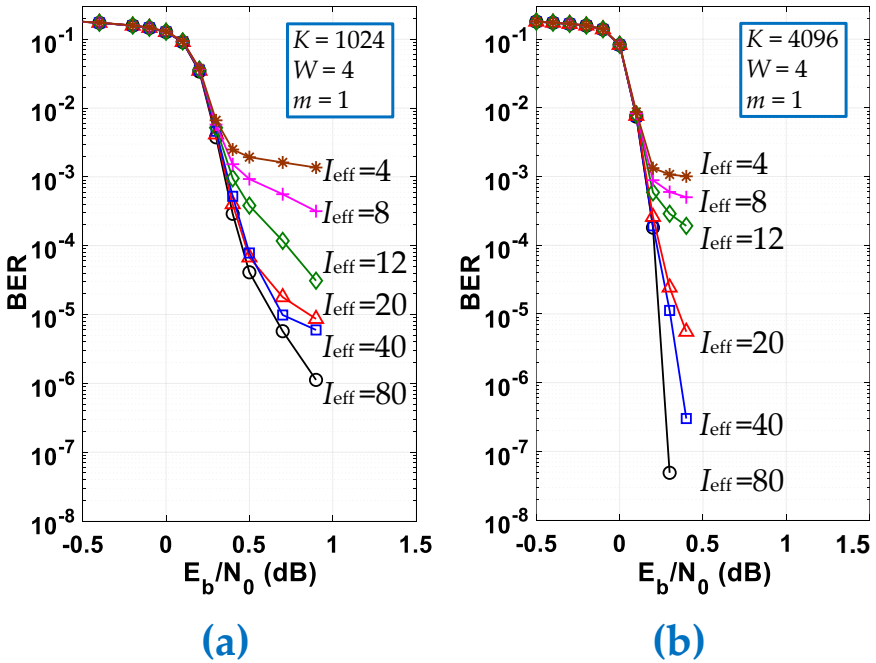 K = 1024
W = 4
m = 1
10^-1
10^-2
10^-3
10^-4
10^-5
10^-6
10^-7
10^-8
BER
I_eff=4
I_eff=8
I_eff=12
I_eff=20
I_eff=40
I_eff=80
-0.5 0 0.5 1 1.5
E_b/N_0 (dB)
(a)
K = 4096
W = 4
m = 1
10^-1
10^-2
10^-3
10^-4
10^-5
10^-6
10^-7
10^-8
BER
I_eff=4
I_eff=8
I_eff=12
I_eff=20
I_eff=40
I_eff=80
-0.5 0 0.5 1 1.5
E_b/N_0 (dB)
(b)